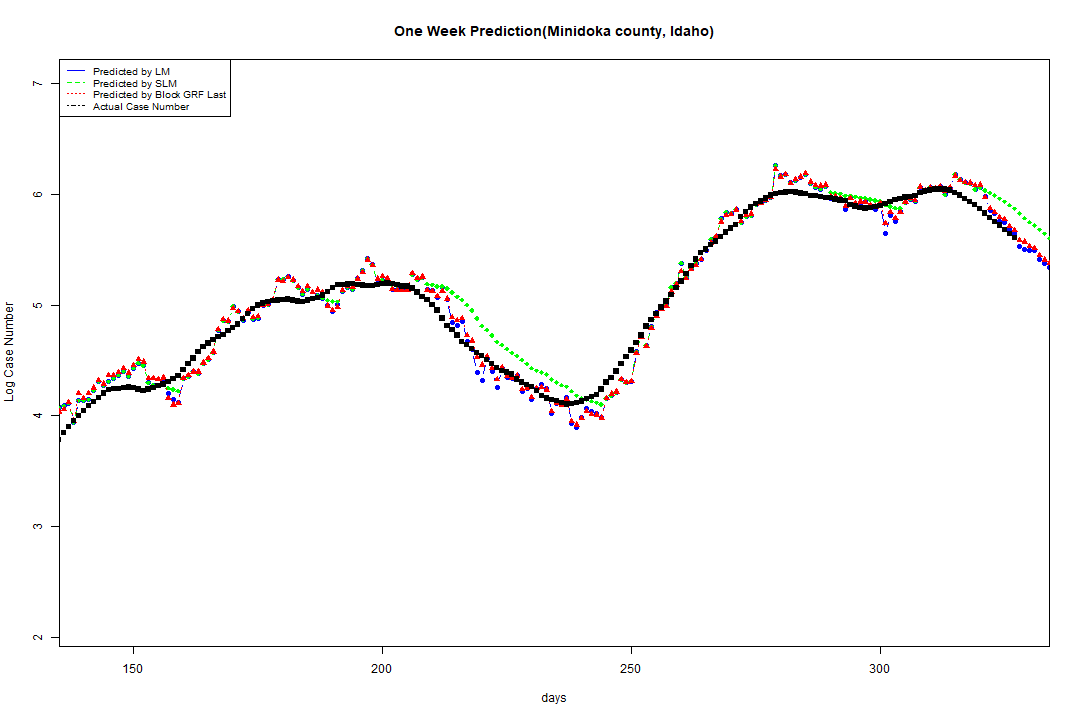 One Week Prediction(Minidoka county, Idaho)
Predicted by LM
Predicted by SLM
Predicted by Block GRF Last
Actual Case Number
7
6
5
4
3
2
Log Case Number
150 200 250 300
days